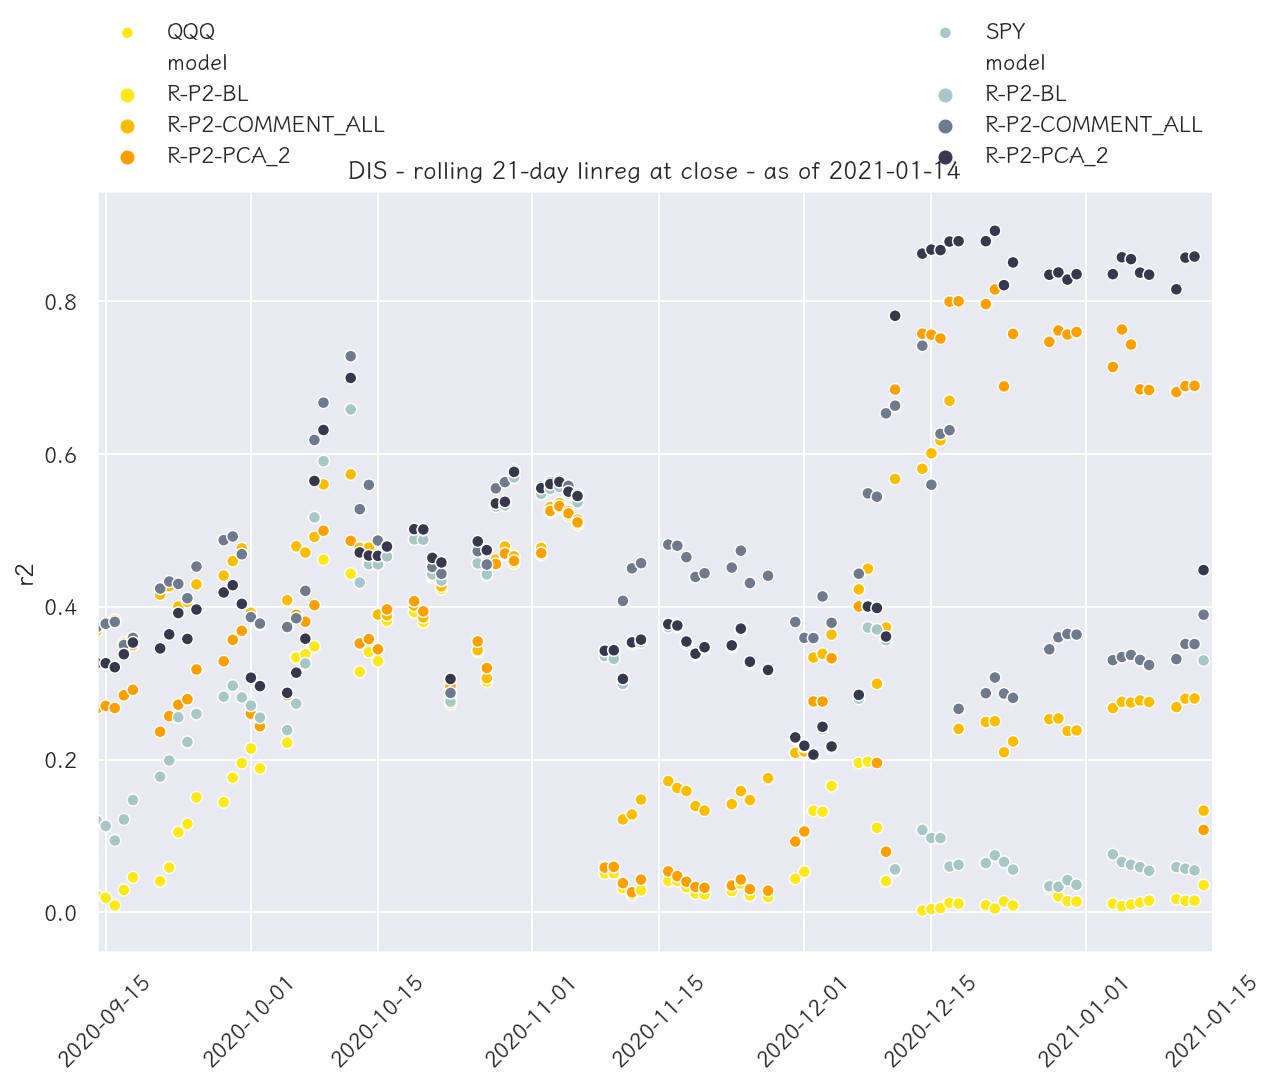 QQQ
model
R-P2-BL
R-P2-COMMENT_ALL
R-P2-PCA_2
SPY
model
R-P2-BL
R-P2-COMMENT_ALL
R-P2-PCA_2
DIS - rolling 21-day linreg at close - as of 2021-01-14
r2
0.8
0.6
0.4
0.2
0.0
2020-09-15
2020-10-01
2020-10-15
2020-11-01
2020-11-15
2020-12-01
2020-12-15
2021-01-01
2021-01-15